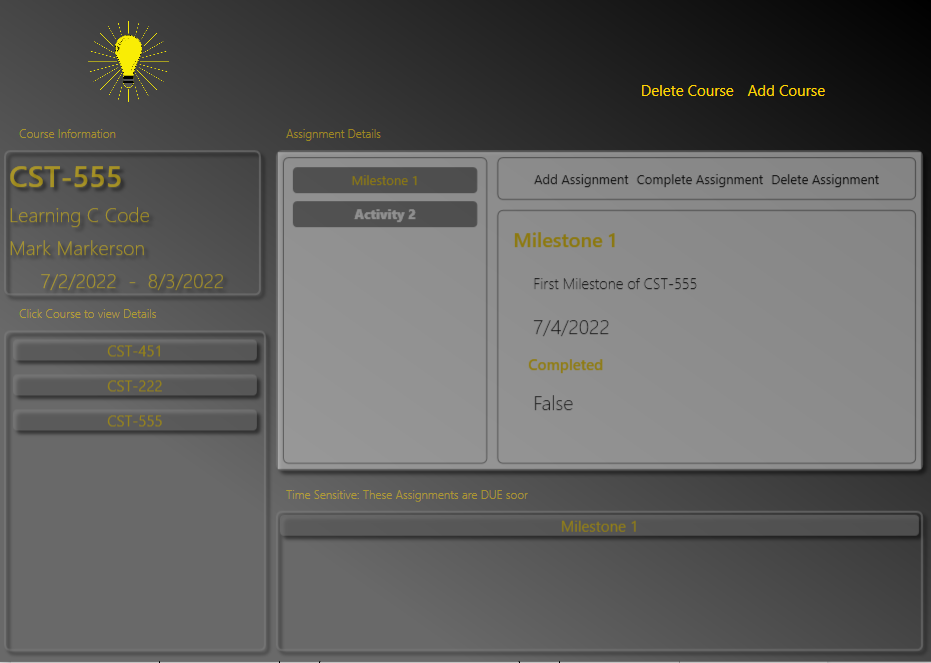 Delete Course Add Course
Course Information
CST-555
Learning C Code
Mark Markerson
7/2/2022 - 8/3/2022
Click Course to view Details
CST-451
CST-222
CST-555
Assignment Details
Milestone 1
Activity 2
Add Assignment Complete Assignment Delete Assignment
Milestone 1
First Milestone of CST-555
7/4/2022
Completed
False
Time Sensitive: These Assignments are DUE soor
Milestone 1